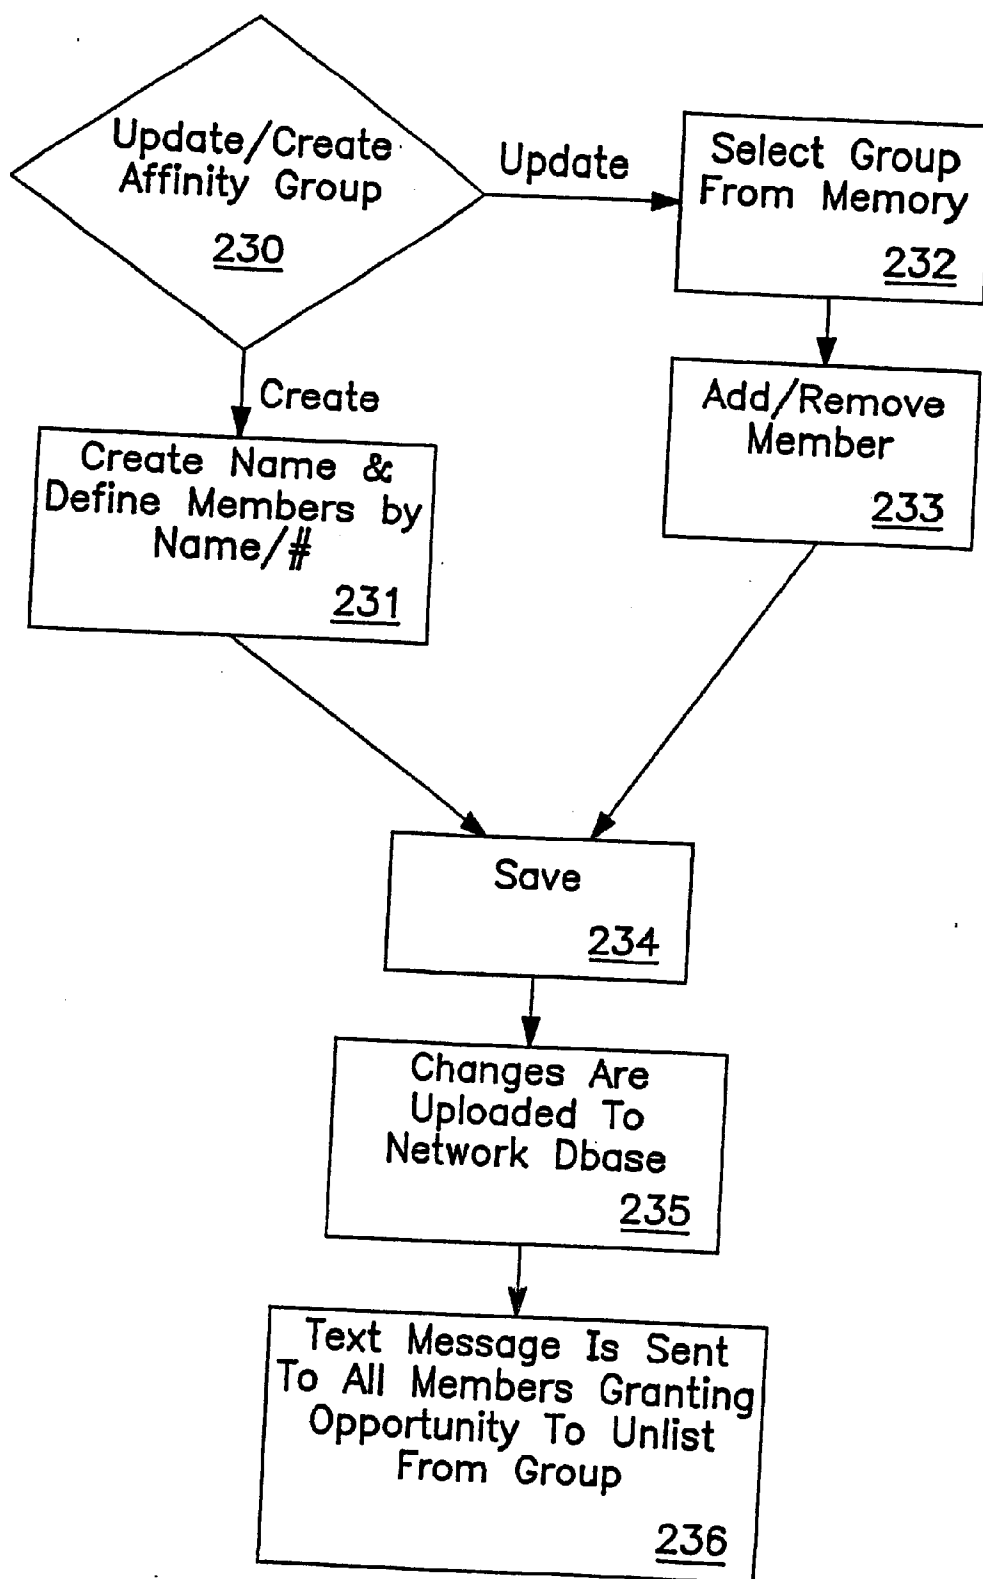 Update/Create
Affinity Group
230
Update
Select Group
From Memory
232
Create
Add/Remove
Member
233
Create Name &
Define Members by
Name/#
231
Save
234
Changes Are
Uploaded To
Network Dbase
235
Text Message Is Sent
To All Members Granting
Opportunity To Unlist
From Group
236